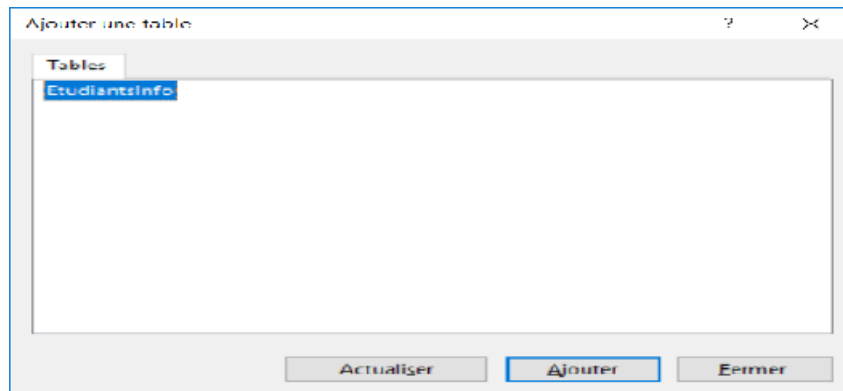 Ajouter une table
Tables
EtudiantsInfo
Actualiser Ajouter Fermer